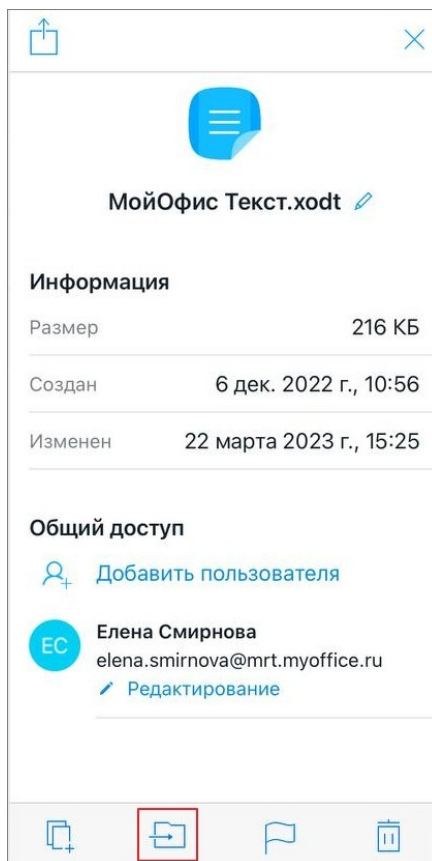 МойОфис Текст.xodt
Информация
Размер 216 КБ
Создан 6 дек. 2022 г., 10:56
Изменен 22 марта 2023 г., 15:25
Общий доступ
Добавить пользователя
ЕС
Елена Смирнова
elena.smirnova@mrt.myoffice.ru
Редактирование